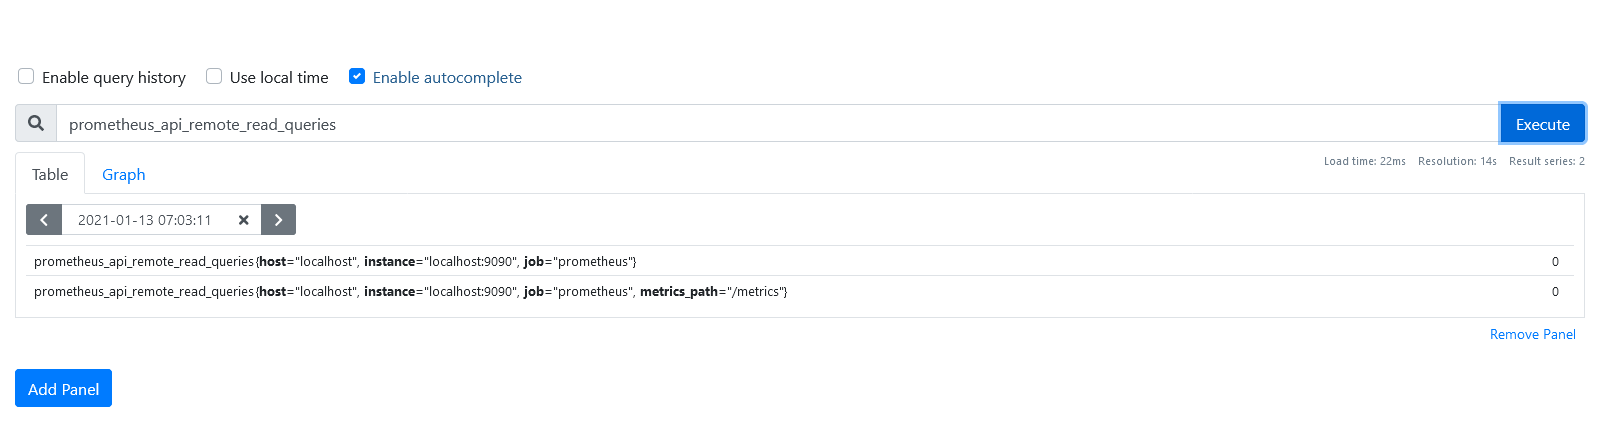 Enable query history Use local time Enable autocomplete
prometheus_api_remote_read_queries Execute
Load time: 22ms Resolution: 14s Result series: 2
Table Graph
2021-01-13 07:03:11
prometheus_api_remote_read_queries{host="localhost", instance="localhost:9090", job="prometheus"} 0
prometheus_api_remote_read_queries{host="localhost", instance="localhost:9090", job="prometheus", metrics_path="/metrics"} 0
Remove Panel
Add Panel